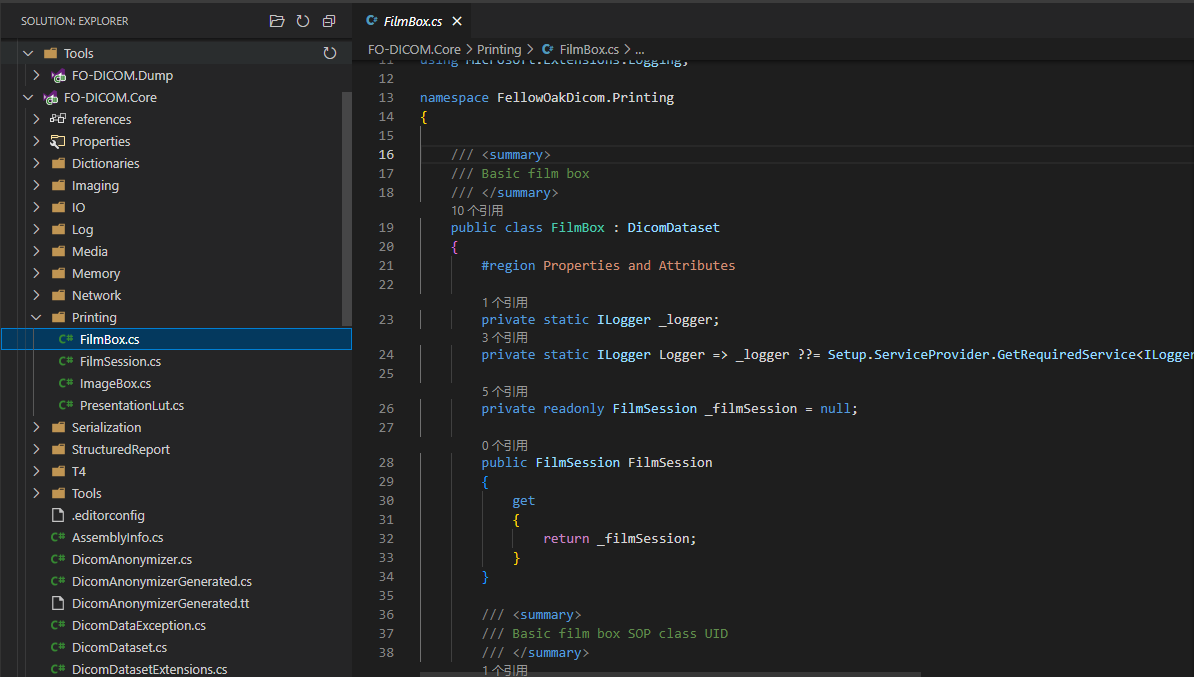 SOLUTION: EXPLORER
Tools
FO-DICOM.Dump
FO-DICOM.Core
references
Properties
Dictionaries
Imaging
IO
Log
Media
Memory
Network
Printing
C# FilmBox.cs
C# FilmSession.cs
C# ImageBox.cs
C# PresentationLut.cs
Serialization
StructuredReport
T4
Tools
.editorconfig
C# AssemblyInfo.cs
C# DicomAnonymizer.cs
C# DicomAnonymizerGenerated.cs
DicomAnonymizerGenerated.tt
C# DicomDataException.cs
C# DicomDataset.cs
C# DicomDatasetExtensions.cs
C# FilmBox.cs
FO-DICOM.Core > Printing > C# FilmBox.cs > ...
11 using Microsoft.Extensions.Logging;
12
13 namespace FellowOakDicom.Printing
14 {
15
16 /// <summary>
17 /// Basic film box
18 /// </summary>
10 个引用
19 public class FilmBox : DicomDataset
20 {
21 #region Properties and Attributes
22
1 个引用
23 private static ILogger _logger;
3 个引用
24 private static ILogger Logger => _logger ??= Setup.ServiceProvider.GetRequiredService<ILogger
25
5 个引用
26 private readonly FilmSession _filmSession = null;
27
0 个引用
28 public FilmSession FilmSession
29 {
30 get
31 {
32 return _filmSession;
33 }
34 }
35
36 /// <summary>
37 /// Basic film box SOP class UID
38 /// </summary>
1 个引用